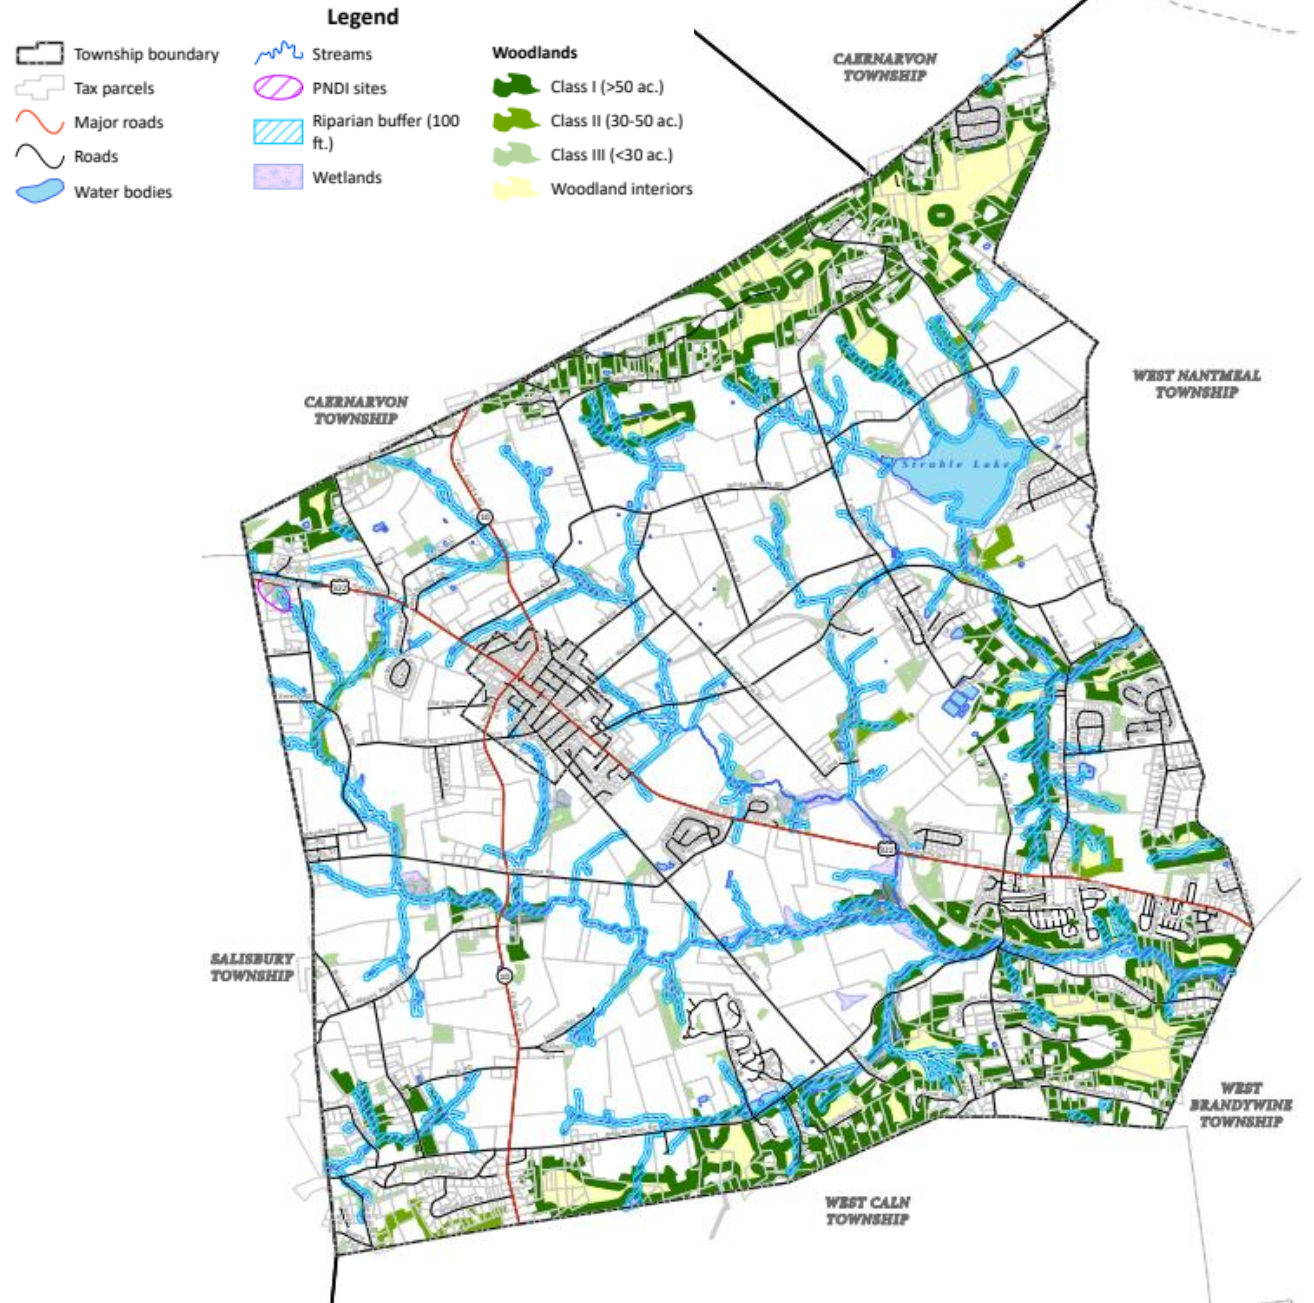 Legend
Township boundary
Tax parcels
Major roads
Roads
Water bodies
Streams
PNDI sites
Riparian buffer (100
ft.)
Wetlands
Woodlands
Class I (>50 ac.)
Class II (30-50 ac.)
Class III (<30 ac.)
Woodland interiors
CAERNARVON
TOWNSHIP
CAERNARVON
TOWNSHIP
WEST NANTMEAL
TOWNSHIP
Struble Lake
10
322
322
SALISBURY
TOWNSHIP
10
WEST
BRANDYWINE
TOWNSHIP
WEST CALN
TOWNSHIP